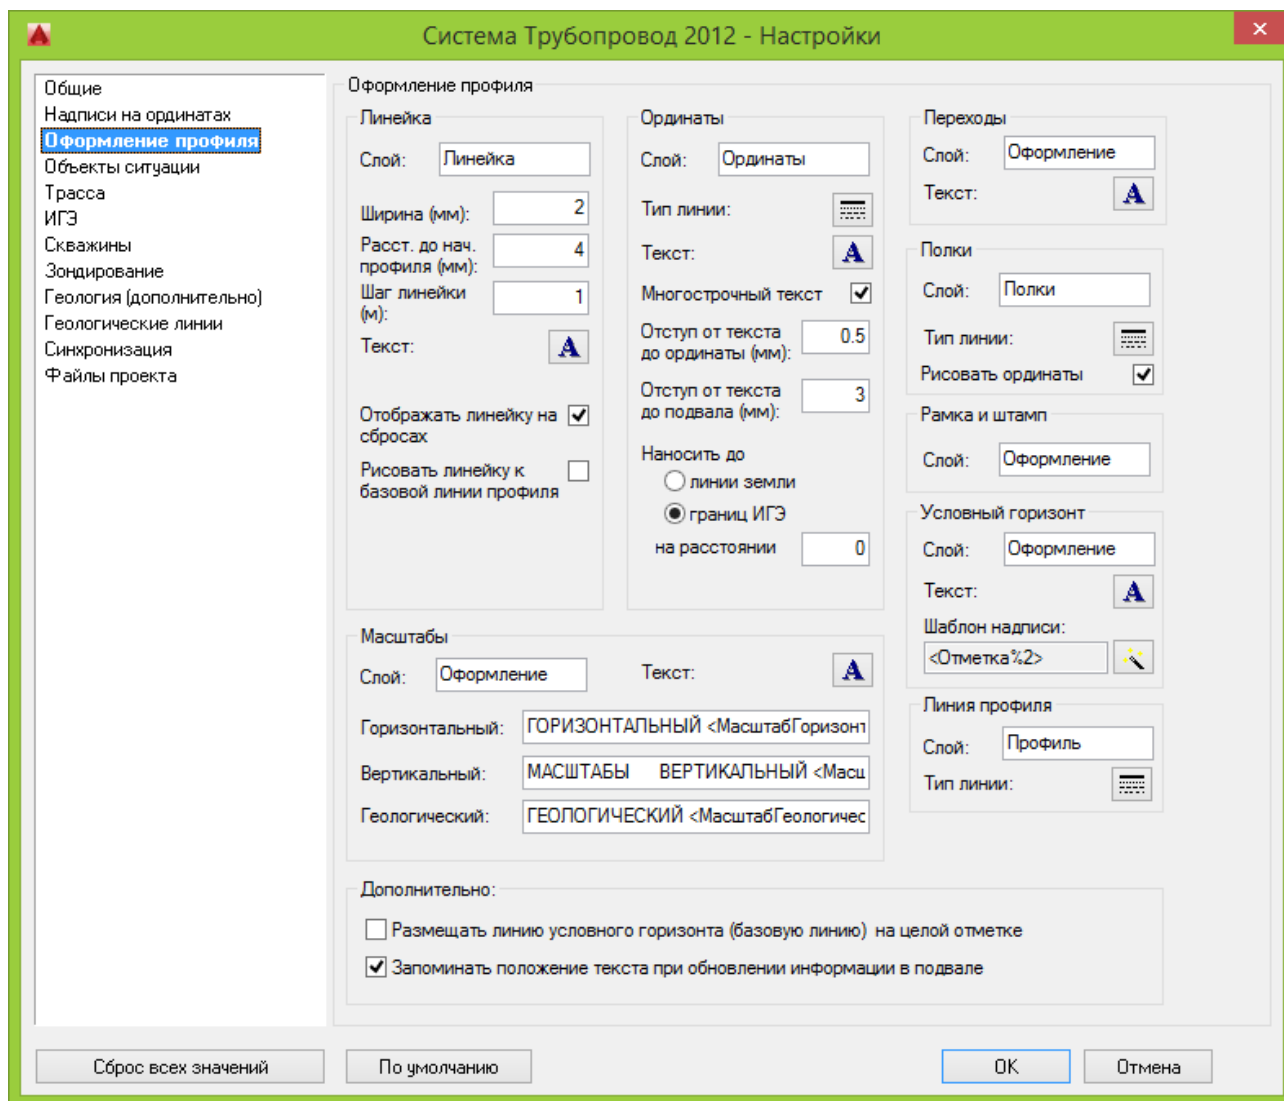 Система Трубопровод 2012 - Настройки
Общие
Надписи на ординатах
Оформление профиля
Объекты ситуации
Трасса
ИГЭ
Скважины
Зондирование
Геология (дополнительно)
Геологические линии
Синхронизация
Файлы проекта
Оформление профиля
Линейка
Слой: Линейка
Ширина (мм): 2
Расст. до нач.
профиля (мм): 4
Шаг линейки
(м): 1
Текст: A
Отображать линейку на
сбросах
Рисовать линейку к
базовой линии профиля
Ординаты
Слой: Ординаты
Тип линии:
Текст: A
Многострочный текст
Отступ от текста
до ординаты (мм): 0.5
Отступ от текста
до подвала (мм): 3
Наносить до
линии земли
границ ИГЭ
на расстоянии 0
Переходы
Слой: Оформление
Текст: A
Полки
Слой: Полки
Тип линии:
Рисовать ординаты
Рамка и штамп
Слой: Оформление
Условный горизонт
Слой: Оформление
Текст: A
Шаблон надписи:
<Отметка%2>
Линия профиля
Слой: Профиль
Тип линии:
Масштабы
Слой: Оформление Текст: A
Горизонтальный: ГОРИЗОНТАЛЬНЫЙ <МасштабГоризонт
Вертикальный: МАСШТАБЫ ВЕРТИКАЛЬНЫЙ <Масш
Геологический: ГЕОЛОГИЧЕСКИЙ <МасштабГеологичес
Дополнительно:
Размещать линию условного горизонта (базовую линию) на целой отметке
Запоминать положение текста при обновлении информации в подвале
Сброс всех значений
По умолчанию
OK
Отмена